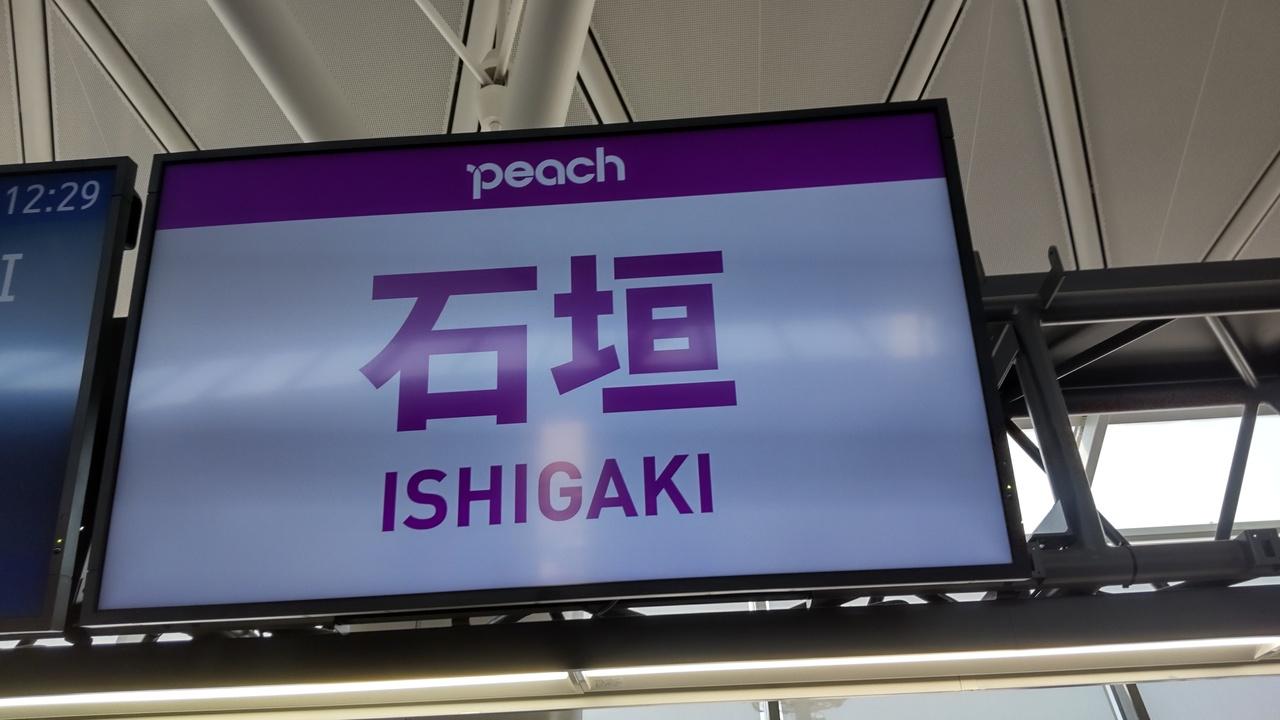 12:29
I
peach
石垣
ISHIGAKI